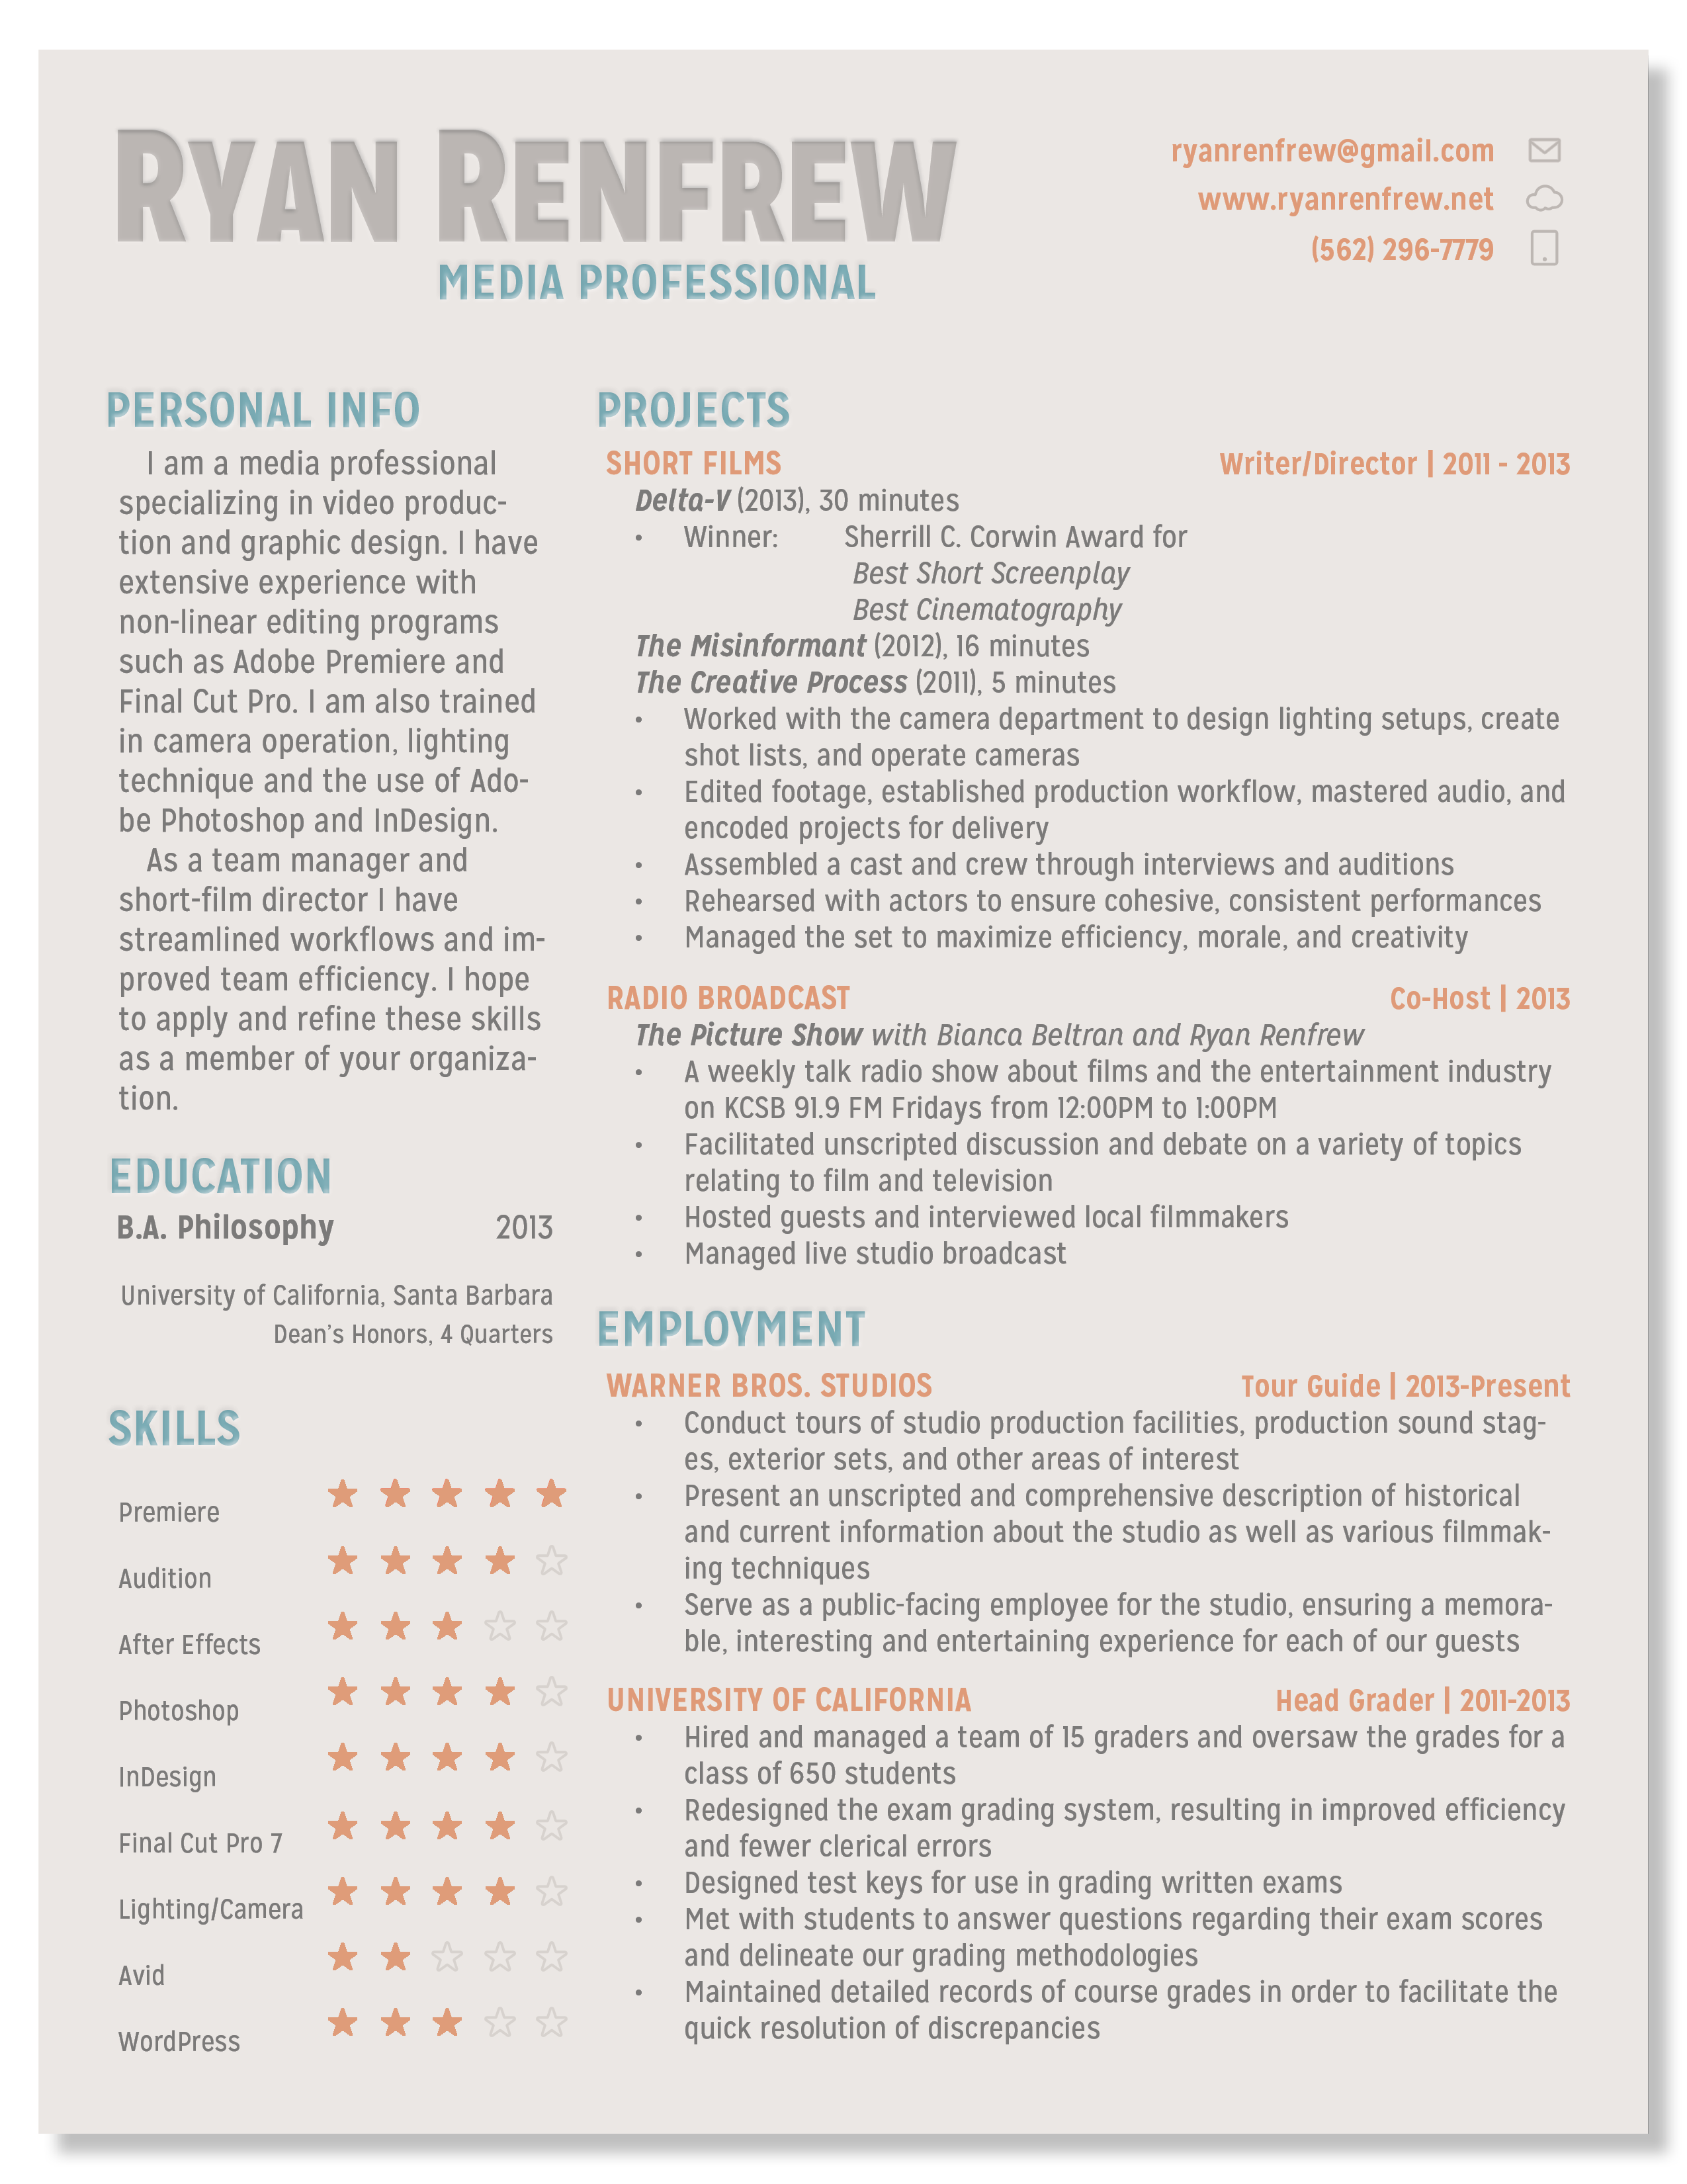 RYAN RENFREW
MEDIA PROFESSIONAL
ryanrenfrew@gmail.com
www.ryanrenfrew.net
(562) 296-7779
PERSONAL INFO
I am a media professional
specializing in video produc-
tion and graphic design. I have
extensive experience with
non-linear editing programs
such as Adobe Premiere and
Final Cut Pro. I am also trained
in camera operation, lighting
technique and the use of Ado-
be Photoshop and InDesign.
As a team manager and
short-film director I have
streamlined workflows and im-
proved team efficiency. I hope
to apply and refine these skills
as a member of your organiza-
tion.
EDUCATION
B.A. Philosophy 2013
University of California, Santa Barbara
Dean's Honors, 4 Quarters
SKILLS
Premiere
Audition
After Effects
Photoshop
InDesign
Final Cut Pro 7
Lighting/Camera
Avid
WordPress
PROJECTS
SHORT FILMS Writer/Director | 2011 - 2013
Delta-V (2013), 30 minutes
• Winner: Sherrill C. Corwin Award for
Best Short Screenplay
Best Cinematography
The Misinformant (2012), 16 minutes
The Creative Process (2011), 5 minutes
• Worked with the camera department to design lighting setups, create
shot lists, and operate cameras
• Edited footage, established production workflow, mastered audio, and
encoded projects for delivery
• Assembled a cast and crew through interviews and auditions
• Rehearsed with actors to ensure cohesive, consistent performances
• Managed the set to maximize efficiency, morale, and creativity
RADIO BROADCAST Co-Host | 2013
The Picture Show with Bianca Beltran and Ryan Renfrew
• A weekly talk radio show about films and the entertainment industry
on KCSB 91.9 FM Fridays from 12:00PM to 1:00PM
• Facilitated unscripted discussion and debate on a variety of topics
relating to film and television
• Hosted guests and interviewed local filmmakers
• Managed live studio broadcast
EMPLOYMENT
WARNER BROS. STUDIOS Tour Guide | 2013-Present
• Conduct tours of studio production facilities, production sound stag-
es, exterior sets, and other areas of interest
• Present an unscripted and comprehensive description of historical
and current information about the studio as well as various filmmak-
ing techniques
• Serve as a public-facing employee for the studio, ensuring a memora-
ble, interesting and entertaining experience for each of our guests
UNIVERSITY OF CALIFORNIA Head Grader | 2011-2013
• Hired and managed a team of 15 graders and oversaw the grades for a
class of 650 students
• Redesigned the exam grading system, resulting in improved efficiency
and fewer clerical errors
• Designed test keys for use in grading written exams
• Met with students to answer questions regarding their exam scores
and delineate our grading methodologies
• Maintained detailed records of course grades in order to facilitate the
quick resolution of discrepancies